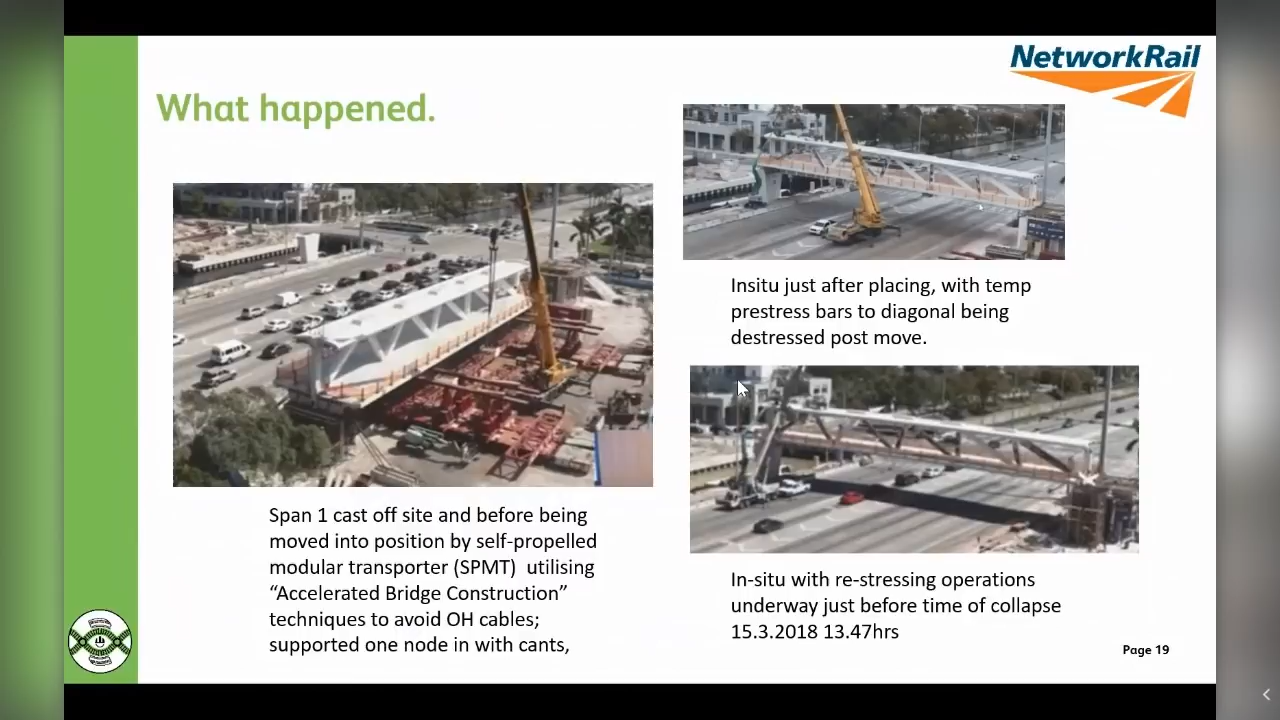 NetworkRail
What happened.
Insitu just after placing, with temp
prestress bars to diagonal being
destressed post move.
Span 1 cast off site and before being
moved into position by self-propelled
modular transporter (SPMT) utilising
“Accelerated Bridge Construction”
techniques to avoid OH cables;
supported one node in with cants,
In-situ with re-stressing operations
underway just before time of collapse
15.3.2018 13.47hrs
Page 19